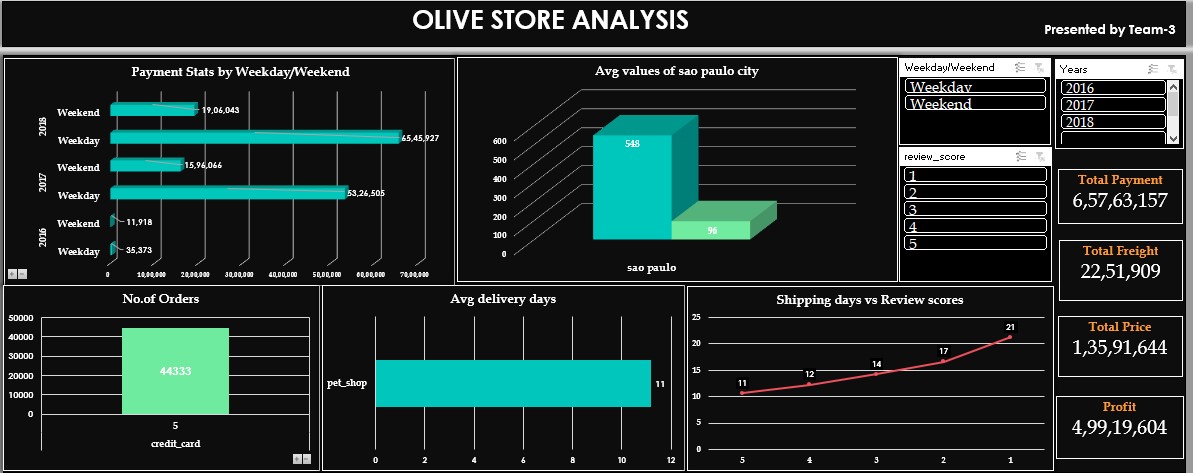 OLIVE STORE ANALYSIS
Presented by Team-3
Payment Stats by Weekday/Weekend
2018
Weekend
19,06,043
Weekday
65,45,927
2017
Weekend
15,96,066
Weekday
53,26,505
2016
Weekend
11,918
Weekday
35,373
0 10,00,000 20,00,000 30,00,000 40,00,000 50,00,000 60,00,000 70,00,000
Avg values of sao paulo city
600
500
400
300
200
100
0
548
96
sao paulo
Weekday/Weekend
Weekday
Weekend
Years
2016
2017
2018
review_score
1
2
3
4
5
Total Payment
6,57,63,157
Total Freight
22,51,909
Total Price
1,35,91,644
Profit
4,99,19,604
No.of Orders
50000
40000
30000
20000
10000
0
44333
5
credit_card
Avg delivery days
pet_shop
11
0 2 4 6 8 10 12
Shipping days vs Review scores
25
20
15
10
5
0
11 12 14 17 21
5 4 3 2 1